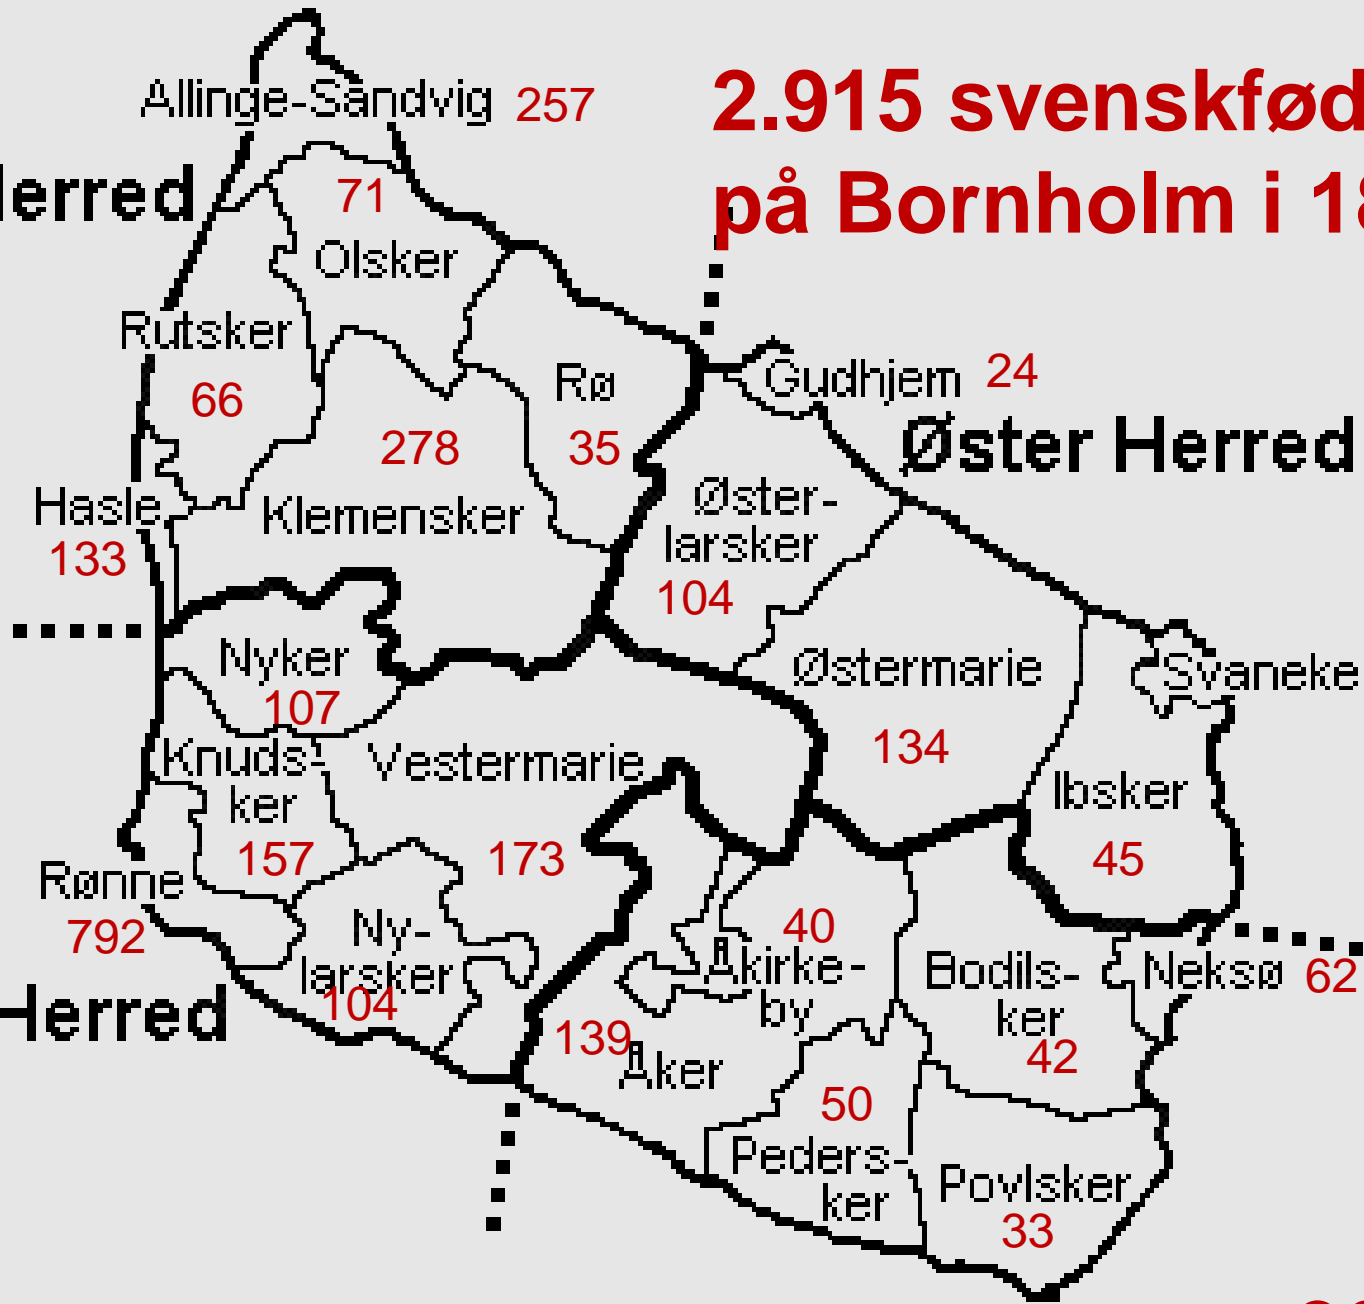 2.915 svenskfød
på Bornholm i 18
Allinge-Sandvig 257
Herred
71
Olsker
Rutsker
66
Rø
35
Gudhjem 24
Øster Herred
278
Klemensker
Hasle
133
Øster-
larsker
104
Nyker
107
Østermarie
134
Svaneke
Knuds-
ker
157
Vestermarie
173
Ibsker
45
Rønne
792
Ny-
larsker
104
Herred
40
Åkirke-
by
Bodils-
ker
42
Neksø 62
139
Åker
50
Peders-
ker
Povlsker
33